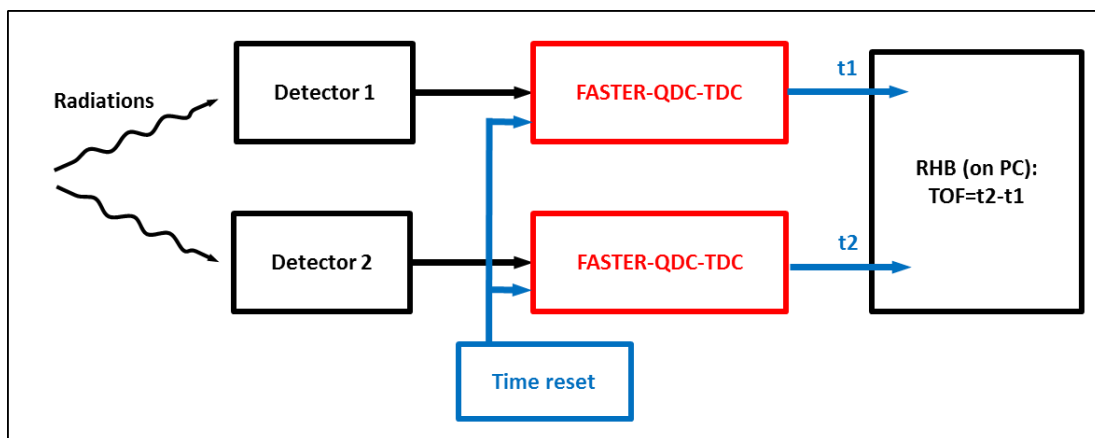 Radiations
Detector 1
FASTER-QDC-TDC
t1
RHB (on PC):
TOF=t2-t1
Detector 2
FASTER-QDC-TDC
t2
Time reset